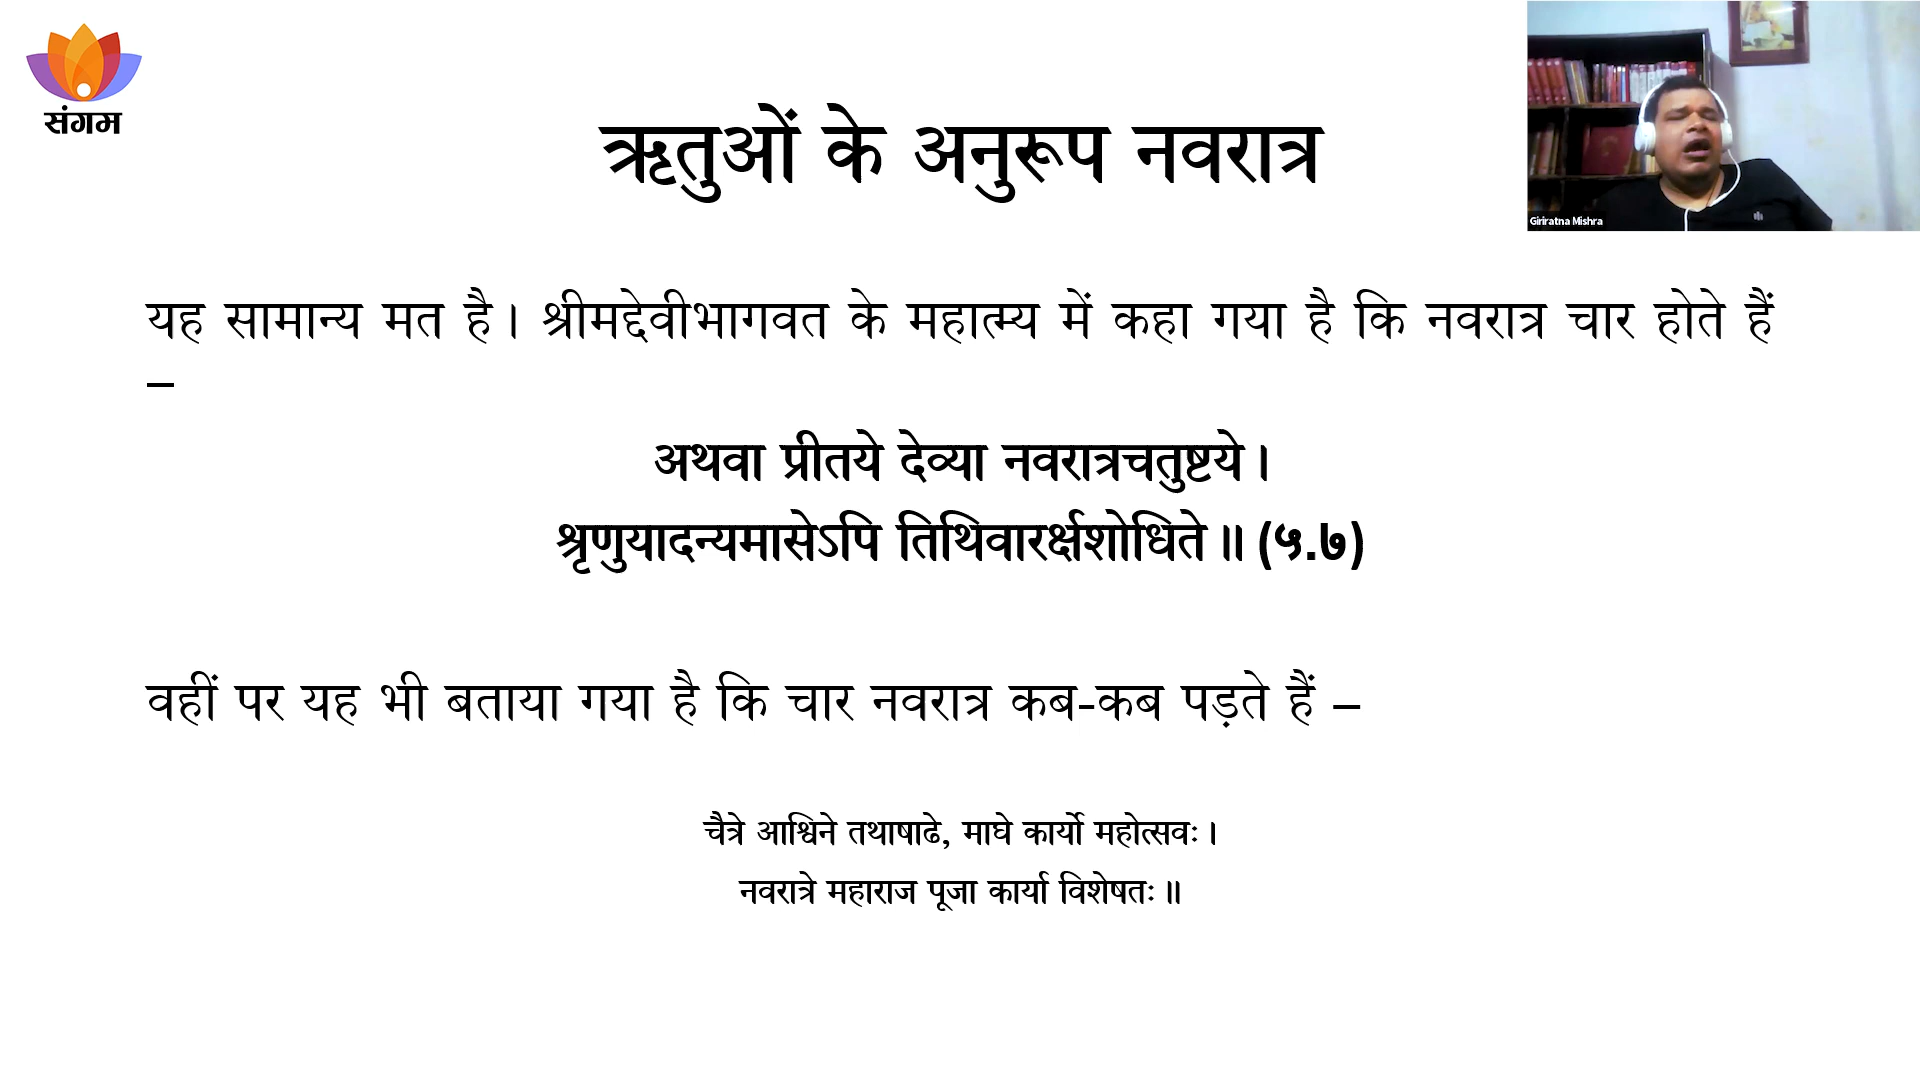 संगम
ऋतुओं के अनुरूप नवरात्र
Giriratna Mishra
यह सामान्य मत है। श्रीमद्देवीभागवत के महात्म्य में कहा गया है कि नवरात्र चार होते हैं
–
अथवा प्रीतये देव्या नवरात्रचतुष्टये।
श्रृणुयादन्यमासेऽपि तिथिवारर्क्षशोधिते॥ (५.७)
वहीं पर यह भी बताया गया है कि चार नवरात्र कब-कब पड़ते हैं –
चैत्रे आश्विने तथाषाढे, माघे कार्यो महोत्सवः।
नवरात्रे महाराज पूजा कार्या विशेषतः॥